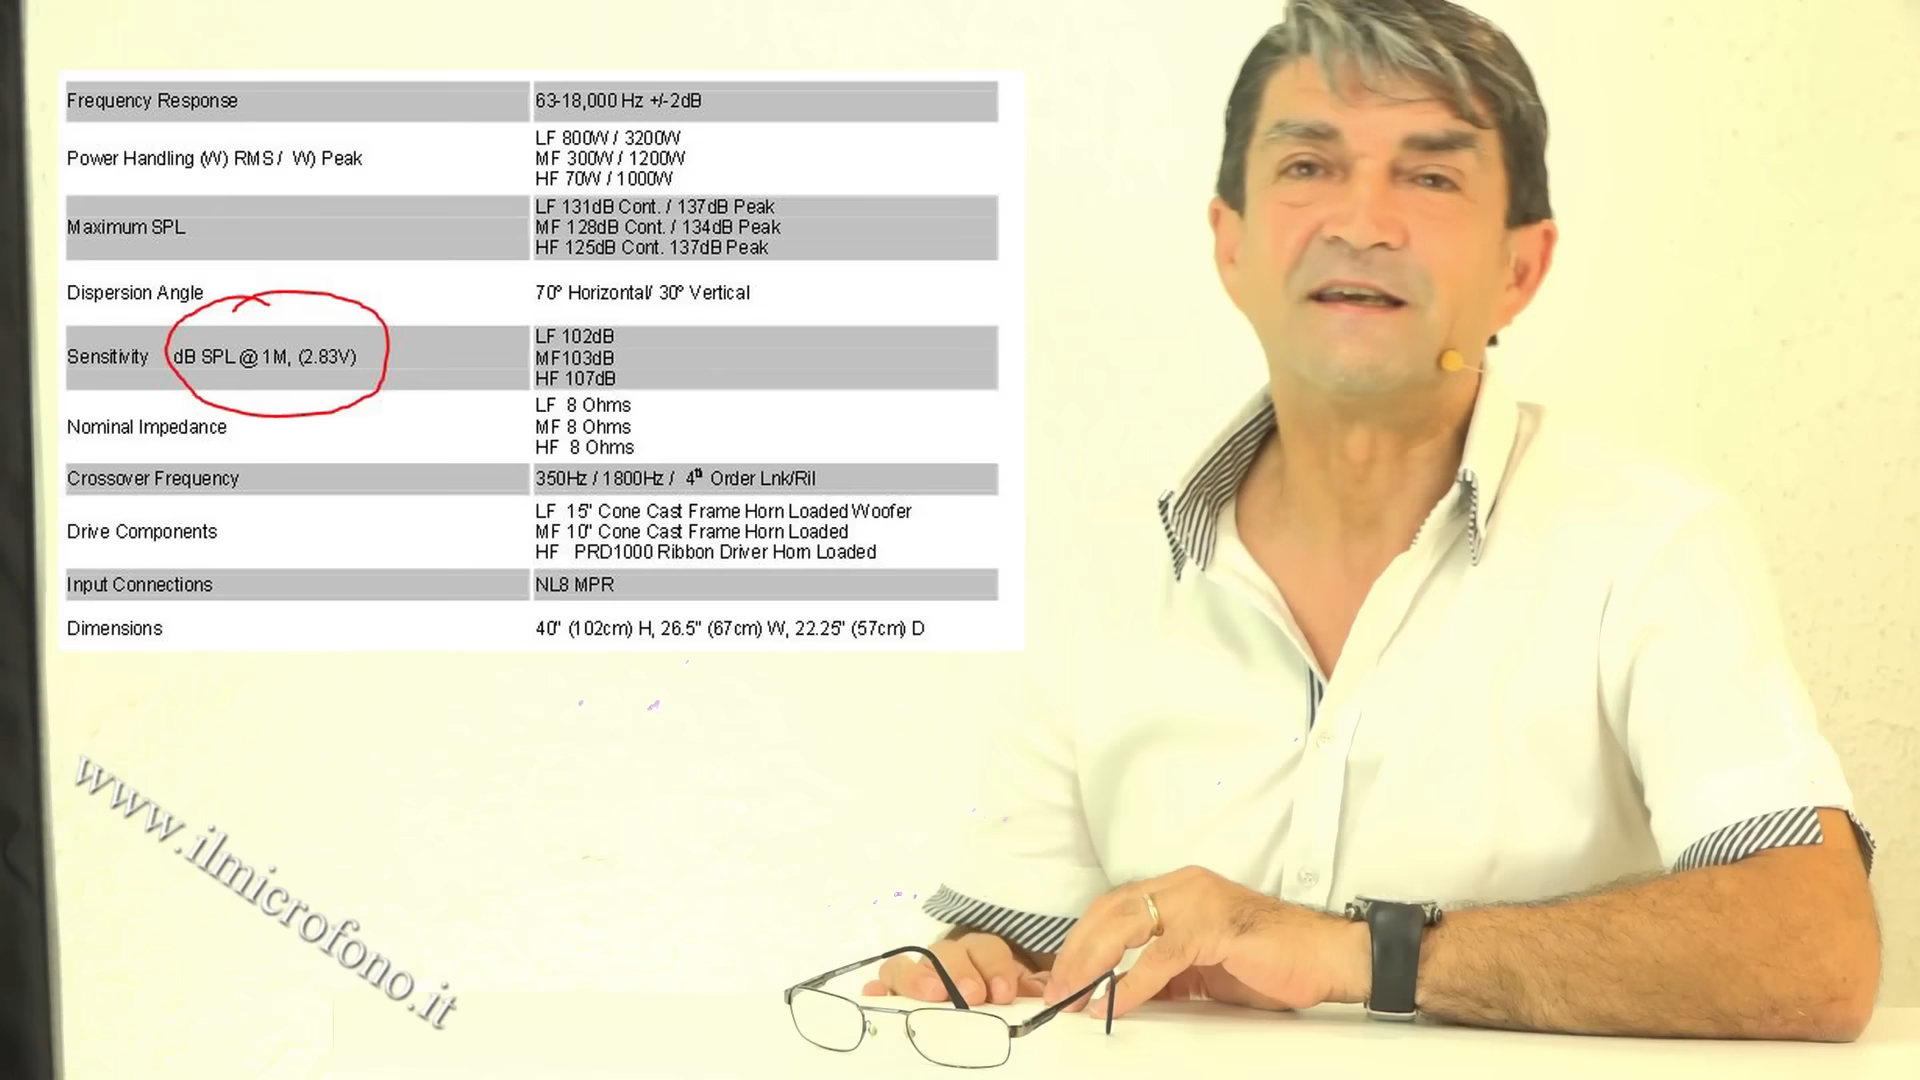 Frequency Response 63-18,000 Hz +/-2dB
LF 800W / 3200W
Power Handling (W) RMS / W) Peak MF 300W / 1200W
HF 70W / 1000W
LF 131dB Cont. / 137dB Peak
Maximum SPL MF 128dB Cont. / 134dB Peak
HF 125dB Cont. 137dB Peak
Dispersion Angle 70º Horizontal/ 30º Vertical
LF 102dB
Sensitivity dB SPL @ 1M, (2.83V) MF103dB
HF 107dB
LF 8 Ohms
Nominal Impedance MF 8 Ohms
HF 8 Ohms
Crossover Frequency 350Hz / 1800Hz / 4th Order Lnk/Ril
LF 15" Cone Cast Frame Horn Loaded Woofer
Drive Components MF 10" Cone Cast Frame Horn Loaded
HF PRD1000 Ribbon Driver Horn Loaded
Input Connections NL8 MPR
Dimensions 40" (102cm) H, 26.5" (67cm) W, 22.25" (57cm) D
www.ilmicrofono.it